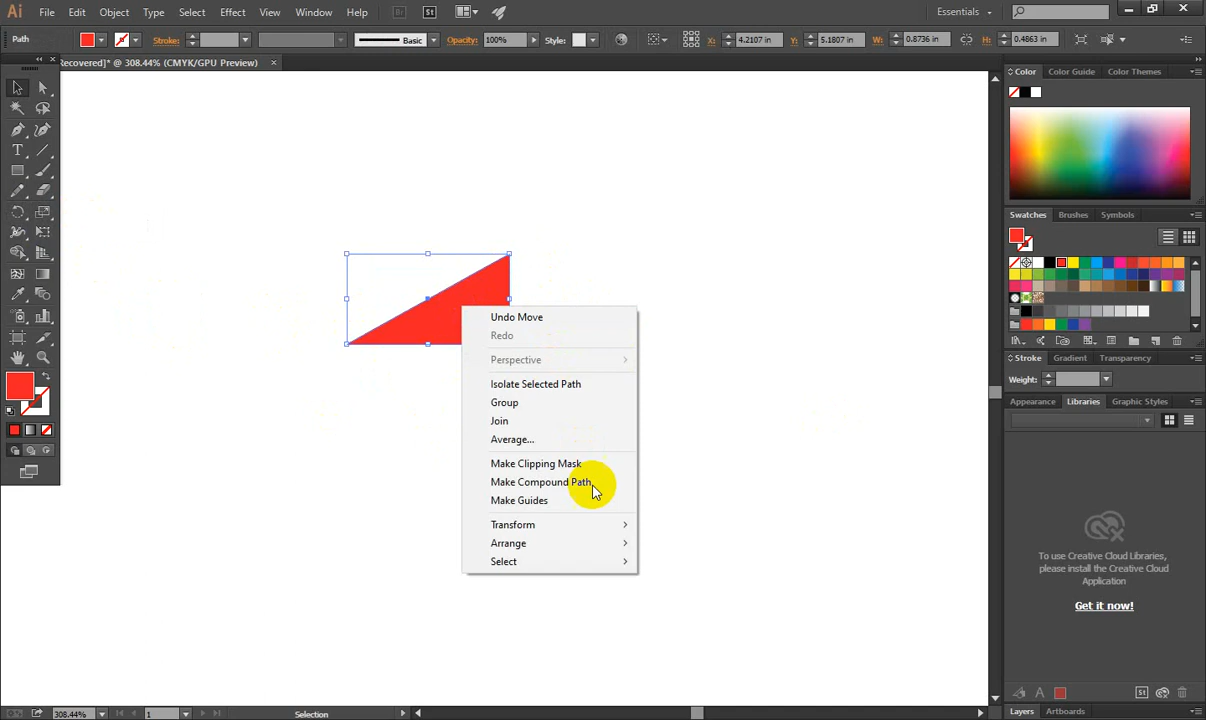 Ai File Edit Object Type Select Effect View Window Help Br St Essentials
Path Stroke: Basic Opacity: 100% Style: X: 4.2107 in Y: 5.1807 in W: 0.8736 in H: 0.4863 in
Recovered]* @ 308.44% (CMYK/GPU Preview) ×
Color Color Guide Color Themes
Swatches Brushes Symbols
Undo Move
Redo
Perspective
Isolate Selected Path
Group
Join
Average...
Make Clipping Mask
Make Compound Path
Make Guides
Transform
Arrange
Select
Stroke Gradient Transparency
Weight:
Appearance Libraries Graphic Styles
To use Creative Cloud Libraries,
please install the Creative Cloud
Application
Get it now!
St
Layers Artboards
308.44% 1 Selection